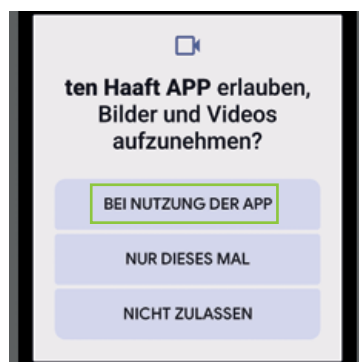 ten Haaft APP erlauben,
Bilder und Videos
aufzunehmen?
BEI NUTZUNG DER APP
NUR DIESES MAL
NICHT ZULASSEN